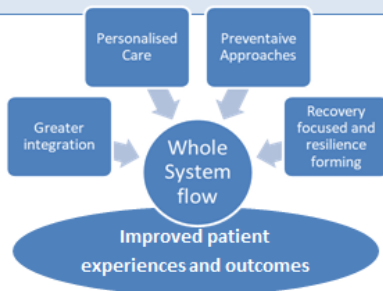 Personalised
Care
Preventaive
Approaches
Greater
integration
Whole
System
flow
Recovery
focused and
resilience
forming
Improved patient
experiences and outcomes